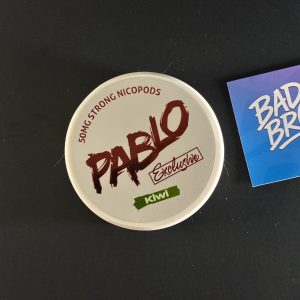 50MG STRONG NICOPODS
PABLO
Exclusive
kiwi
BAD
BR